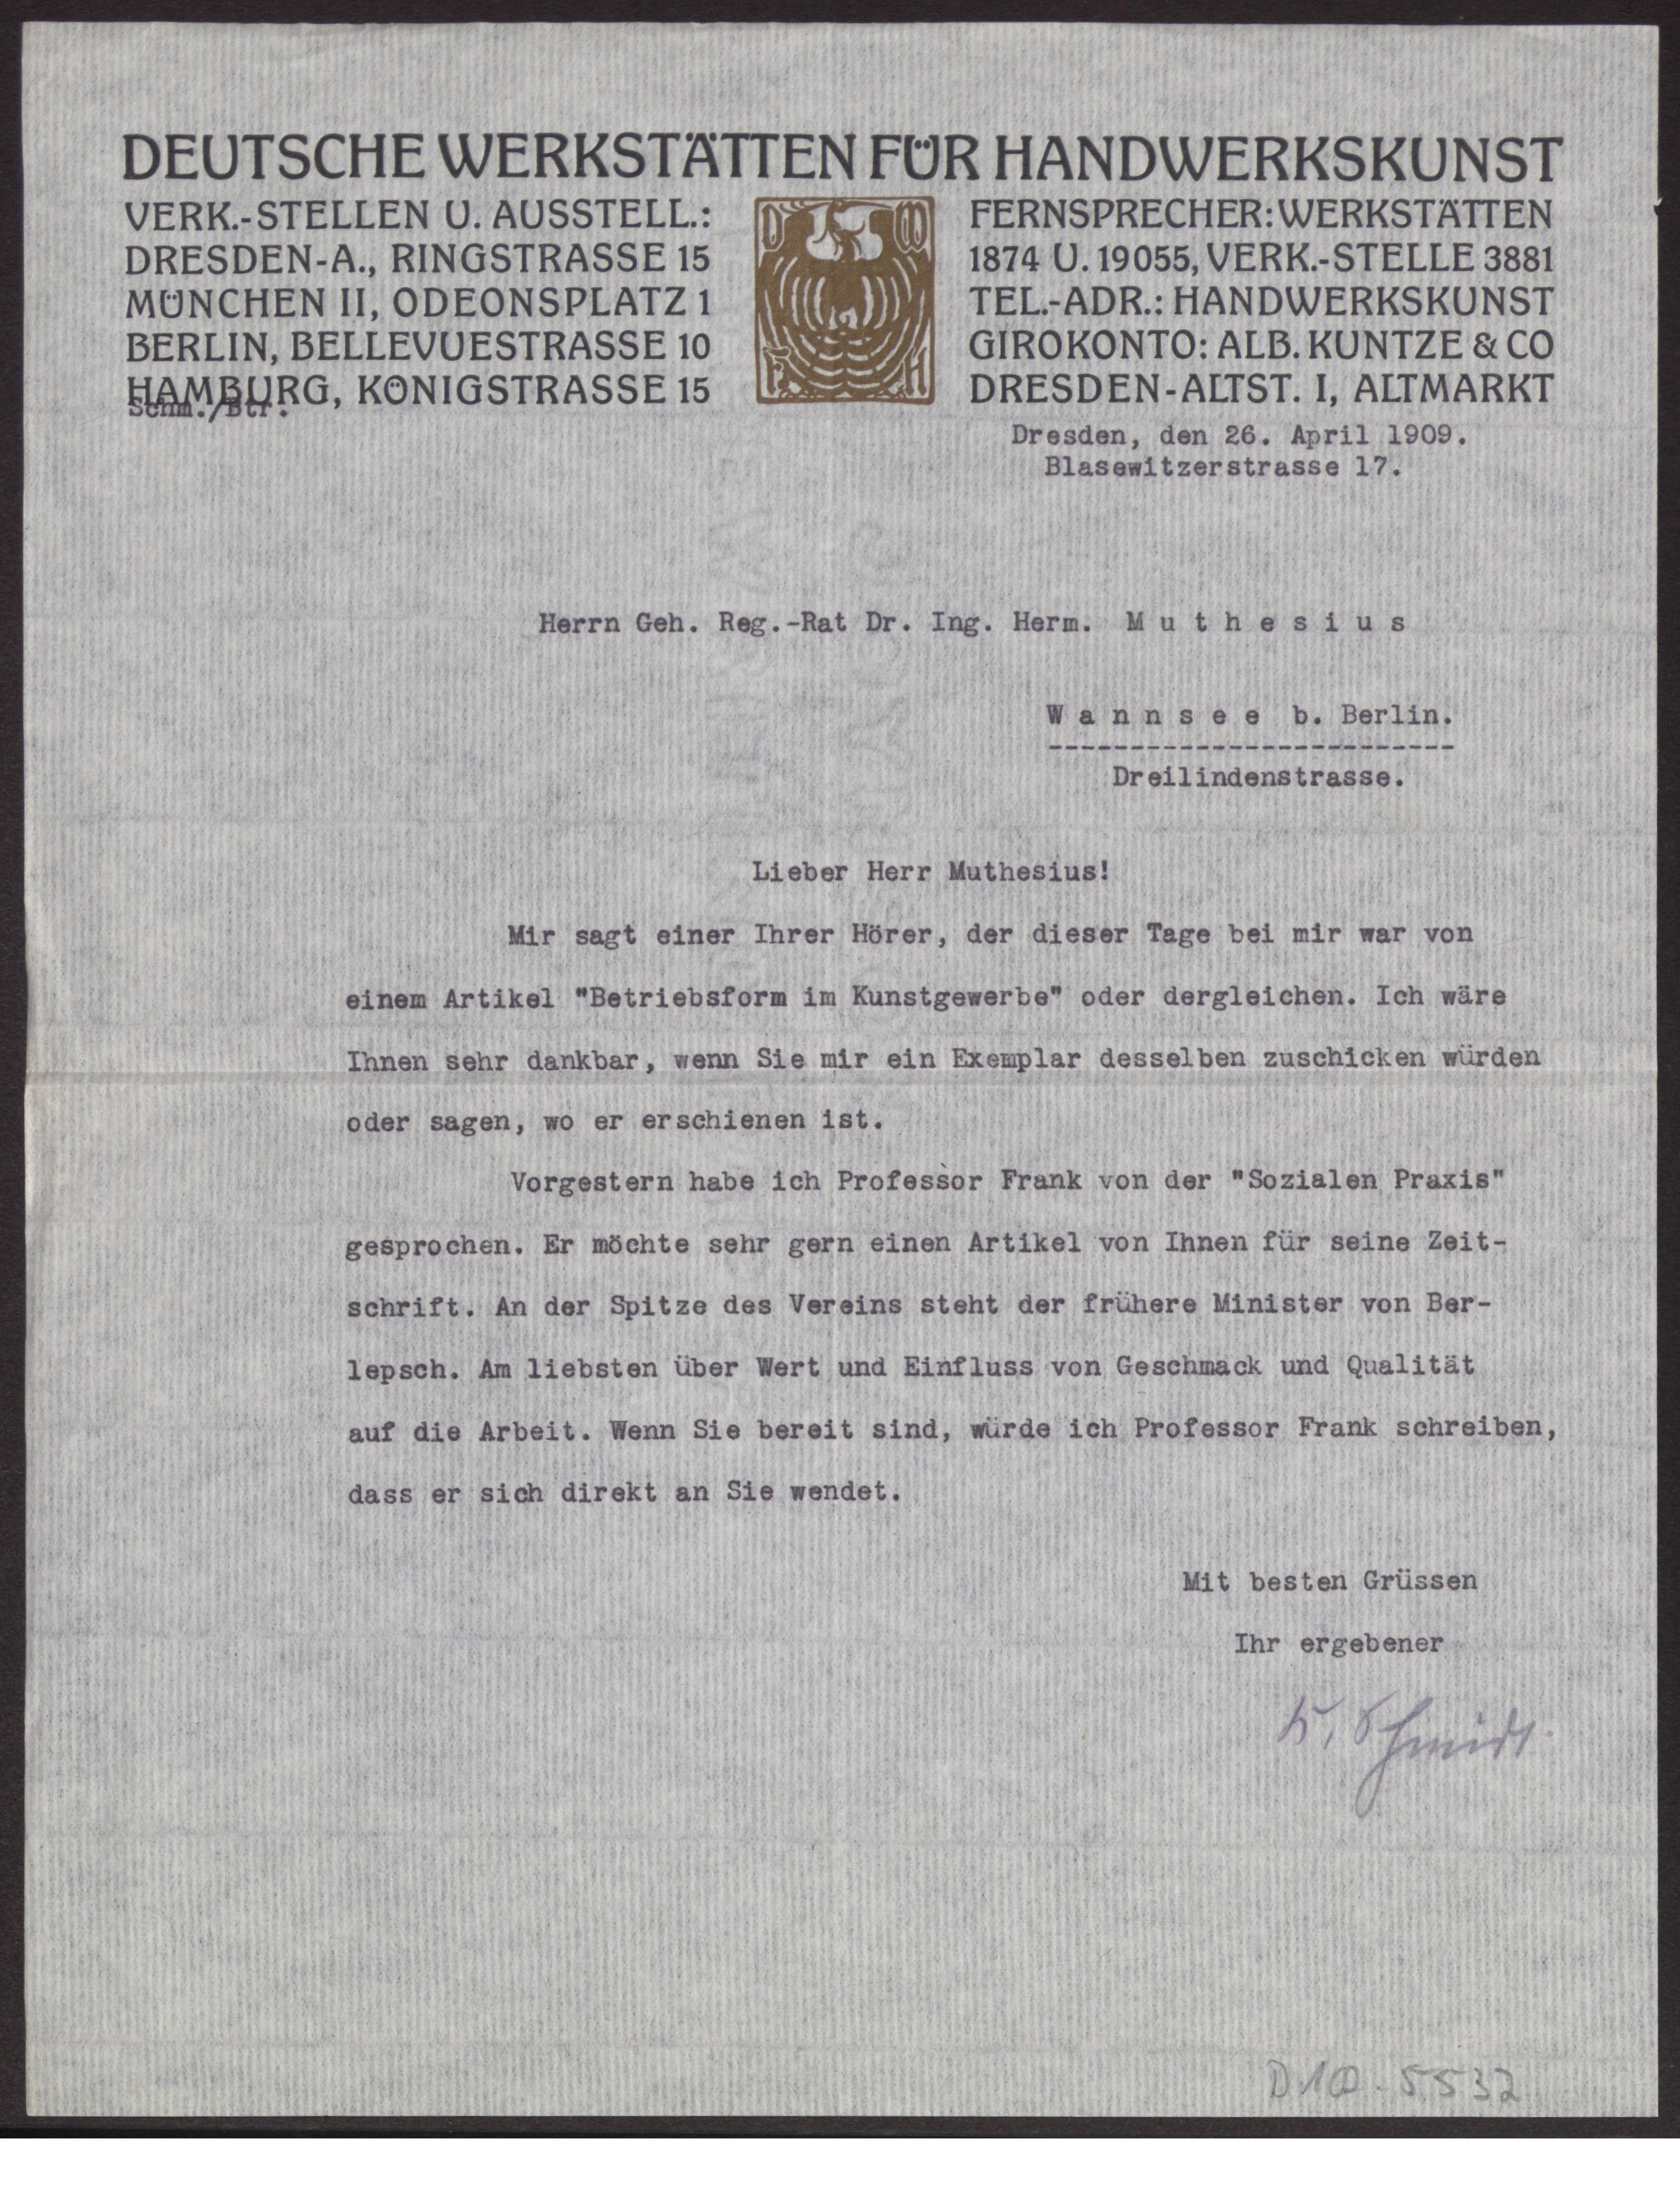 DEUTSCHE WERKSTÄTTEN FÜR HANDWERKSKUNST
VERK.-STELLEN U. AUSSTELL.:
DRESDEN-A., RINGSTRASSE 15
MÜNCHEN II, ODEONSPLATZ 1
BERLIN, BELLEVUESTRASSE 10
HAMBURG, KÖNIGSTRASSE 15
Schm./Btr.
D W
F H
FERNSPRECHER: WERKSTÄTTEN
1874 U. 19055, VERK.-STELLE 3881
TEL.-ADR.: HANDWERKSKUNST
GIROKONTO: ALB. KUNTZE & CO
DRESDEN-ALTST. I, ALTMARKT
Dresden, den 26. April 1909.
Blasewitzerstrasse 17.
Herrn Geh. Reg.-Rat Dr. Ing. Herm. M u t h e s i u s
W a n n s e e b. Berlin.
-------------------------
Dreilindenstrasse.
Lieber Herr Muthesius!
Mir sagt einer Ihrer Hörer, der dieser Tage bei mir war von
einem Artikel "Betriebsform im Kunstgewerbe" oder dergleichen. Ich wäre
Ihnen sehr dankbar, wenn Sie mir ein Exemplar desselben zuschicken würden
oder sagen, wo er erschienen ist.
Vorgestern habe ich Professor Frank von der "Sozialen Praxis"
gesprochen. Er möchte sehr gern einen Artikel von Ihnen für seine Zeit-
schrift. An der Spitze des Vereins steht der frühere Minister von Ber-
lepsch. Am liebsten über Wert und Einfluss von Geschmack und Qualität
auf die Arbeit. Wenn Sie bereit sind, würde ich Professor Frank schreiben,
dass er sich direkt an Sie wendet.
Mit besten Grüssen
Ihr ergebener
K. Schmidt
D 10 - 5532